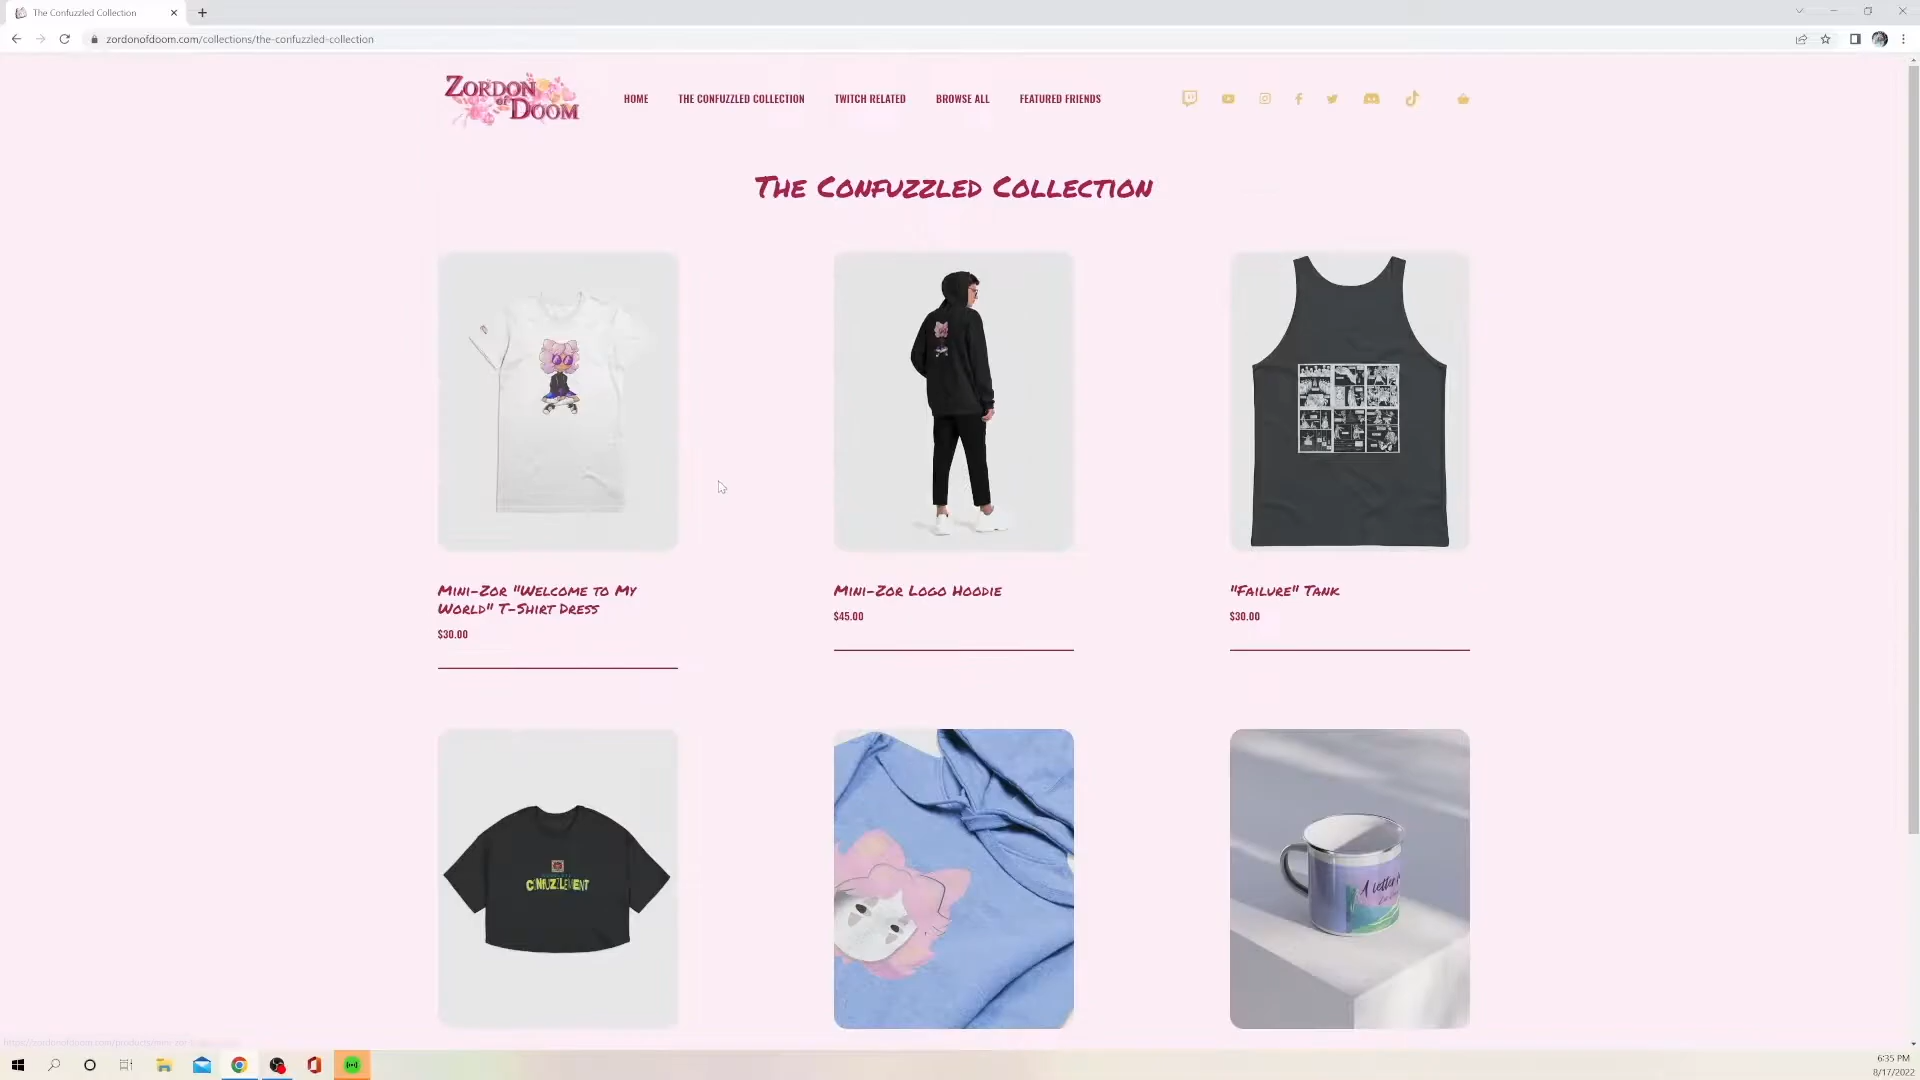 The Confuzzled Collection
zordonofdoom.com/collections/the-confuzzled-collection
Zordon of Doom
HOME
THE CONFUZZLED COLLECTION
TWITCH RELATED
BROWSE ALL
FEATURED FRIENDS
The Confuzzled Collection
Mini-Zor "Welcome to My
World" T-Shirt Dress
$30.00
Mini-Zor Logo Hoodie
$45.00
"Failure" Tank
$30.00
CONFUZZLEMENT
A letter
6:35 PM
8/17/2022